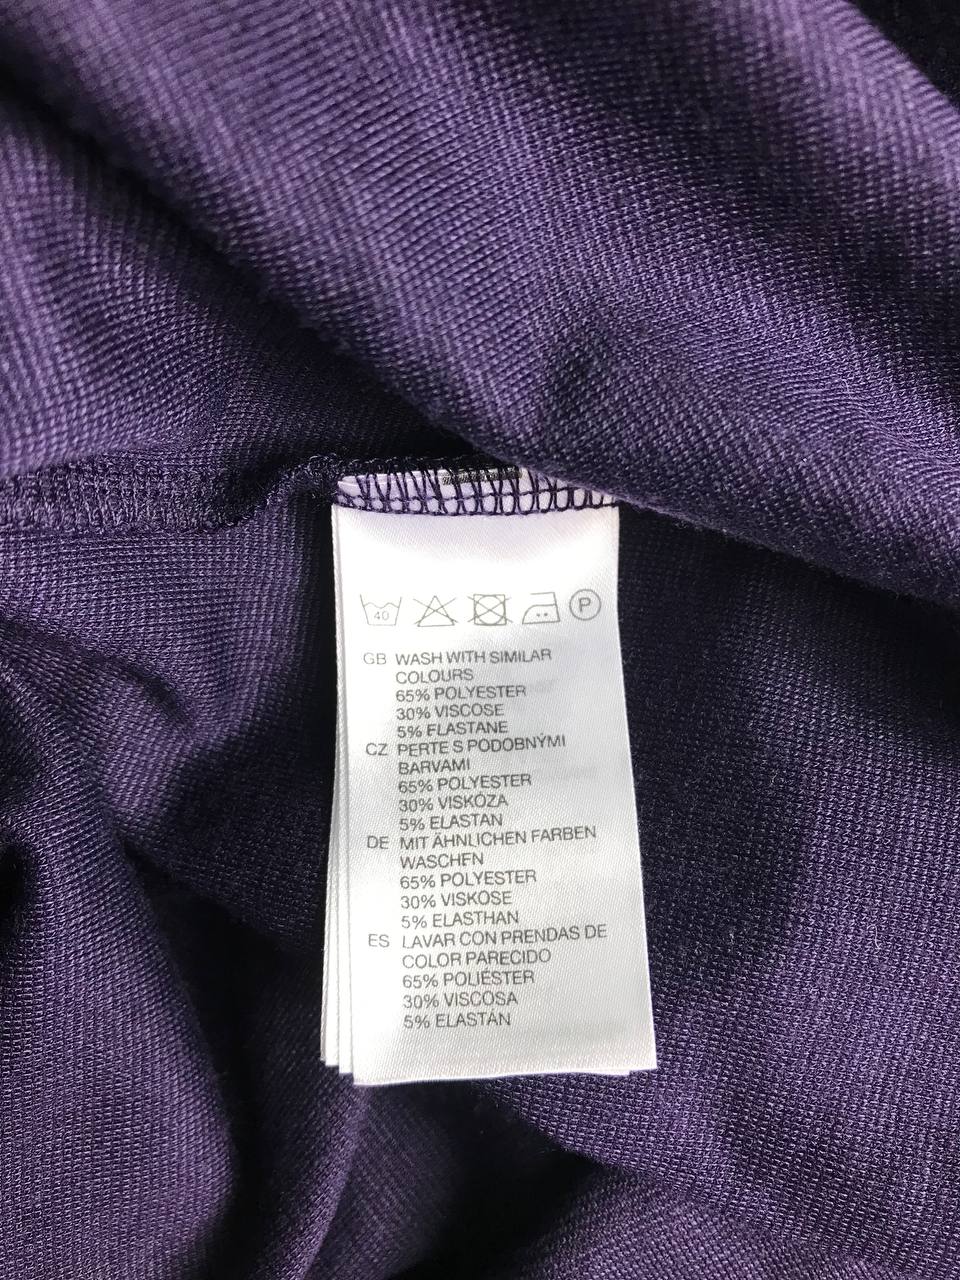 40 P
GB WASH WITH SIMILAR
COLOURS
65% POLYESTER
30% VISCOSE
5% ELASTANE
CZ PERTE S PODOBNÝMI
BARVAMI
65% POLYESTER
30% VISKÓZA
5% ELASTAN
DE MIT ÄHNLICHEN FARBEN
WASCHEN
65% POLYESTER
30% VISKOSE
5% ELASTHAN
ES LAVAR CON PRENDAS DE
COLOR PARECIDO
65% POLIÉSTER
30% VISCOSA
5% ELASTÁN